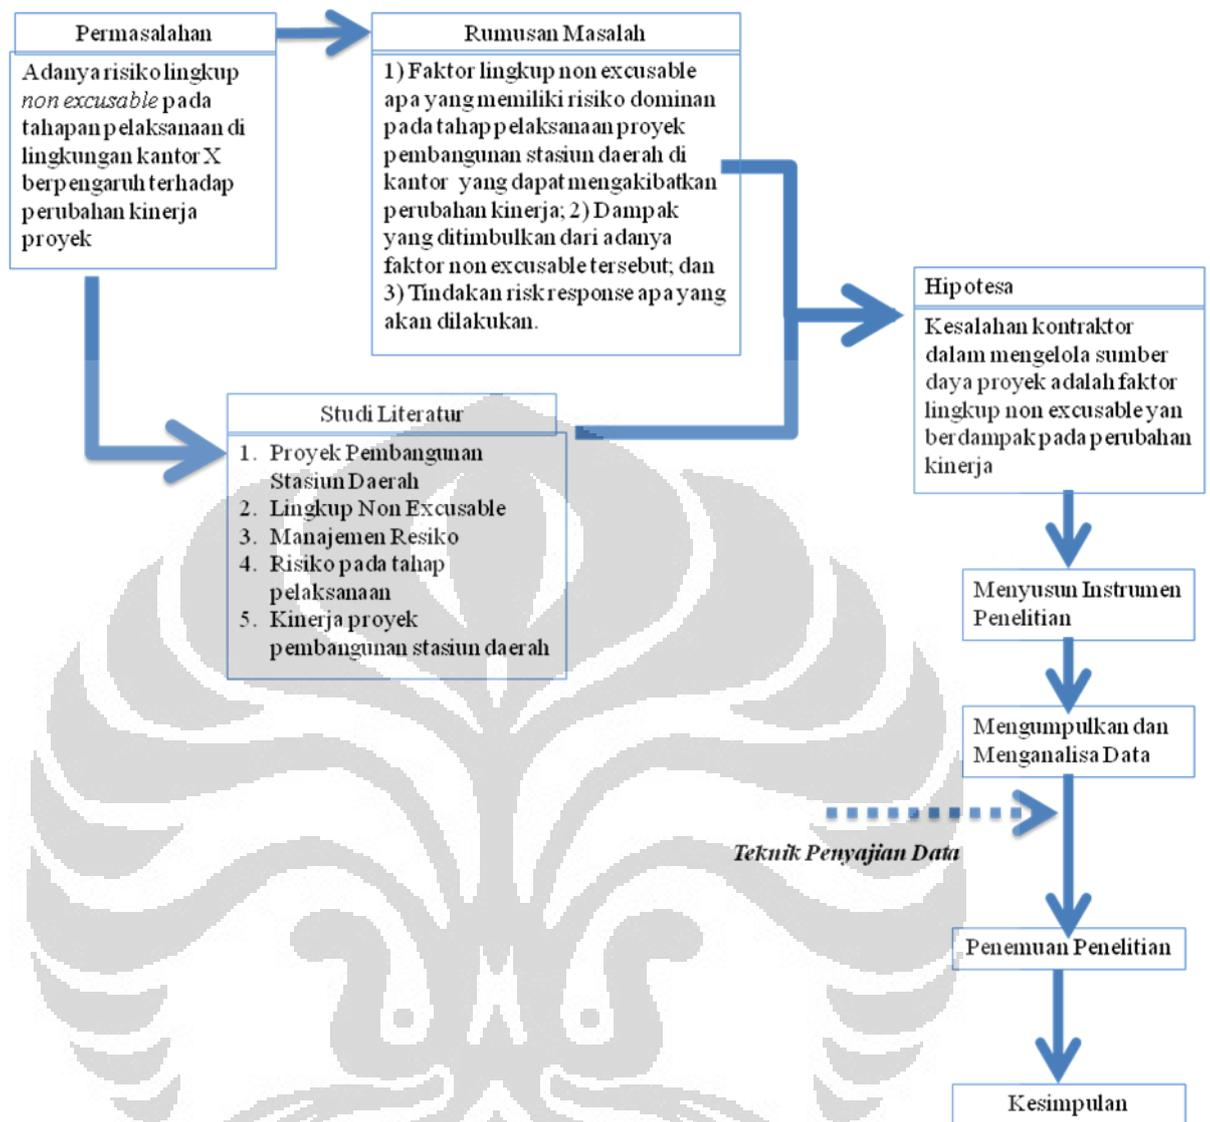 Permasalahan
Adanya risiko lingkup
non excusable pada
tahapan pelaksanaan di
lingkungan kantor X
berpengaruh terhadap
perubahan kinerja
proyek
Rumusan Masalah
1) Faktor lingkup non excusable
apa yang memiliki risiko dominan
pada tahap pelaksanaan proyek
pembangunan stasiun daerah di
kantor yang dapat mengakibatkan
perubahan kinerja; 2) Dampak
yang ditimbulkan dari adanya
faktor non excusable tersebut; dan
3) Tindakan risk response apa yang
akan dilakukan.
Studi Literatur
1. Proyek Pembangunan
Stasiun Daerah
2. Lingkup Non Excusable
3. Manajemen Resiko
4. Risiko pada tahap
pelaksanaan
5. Kinerja proyek
pembangunan stasiun daerah
Hipotesa
Kesalahan kontraktor
dalam mengelola sumber
daya proyek adalah faktor
lingkup non excusable yan
berdampak pada perubahan
kinerja
Menyusun Instrumen
Penelitian
Mengumpulkan dan
Menganalisa Data
Teknik Penyajian Data
Penemuan Penelitian
Kesimpulan